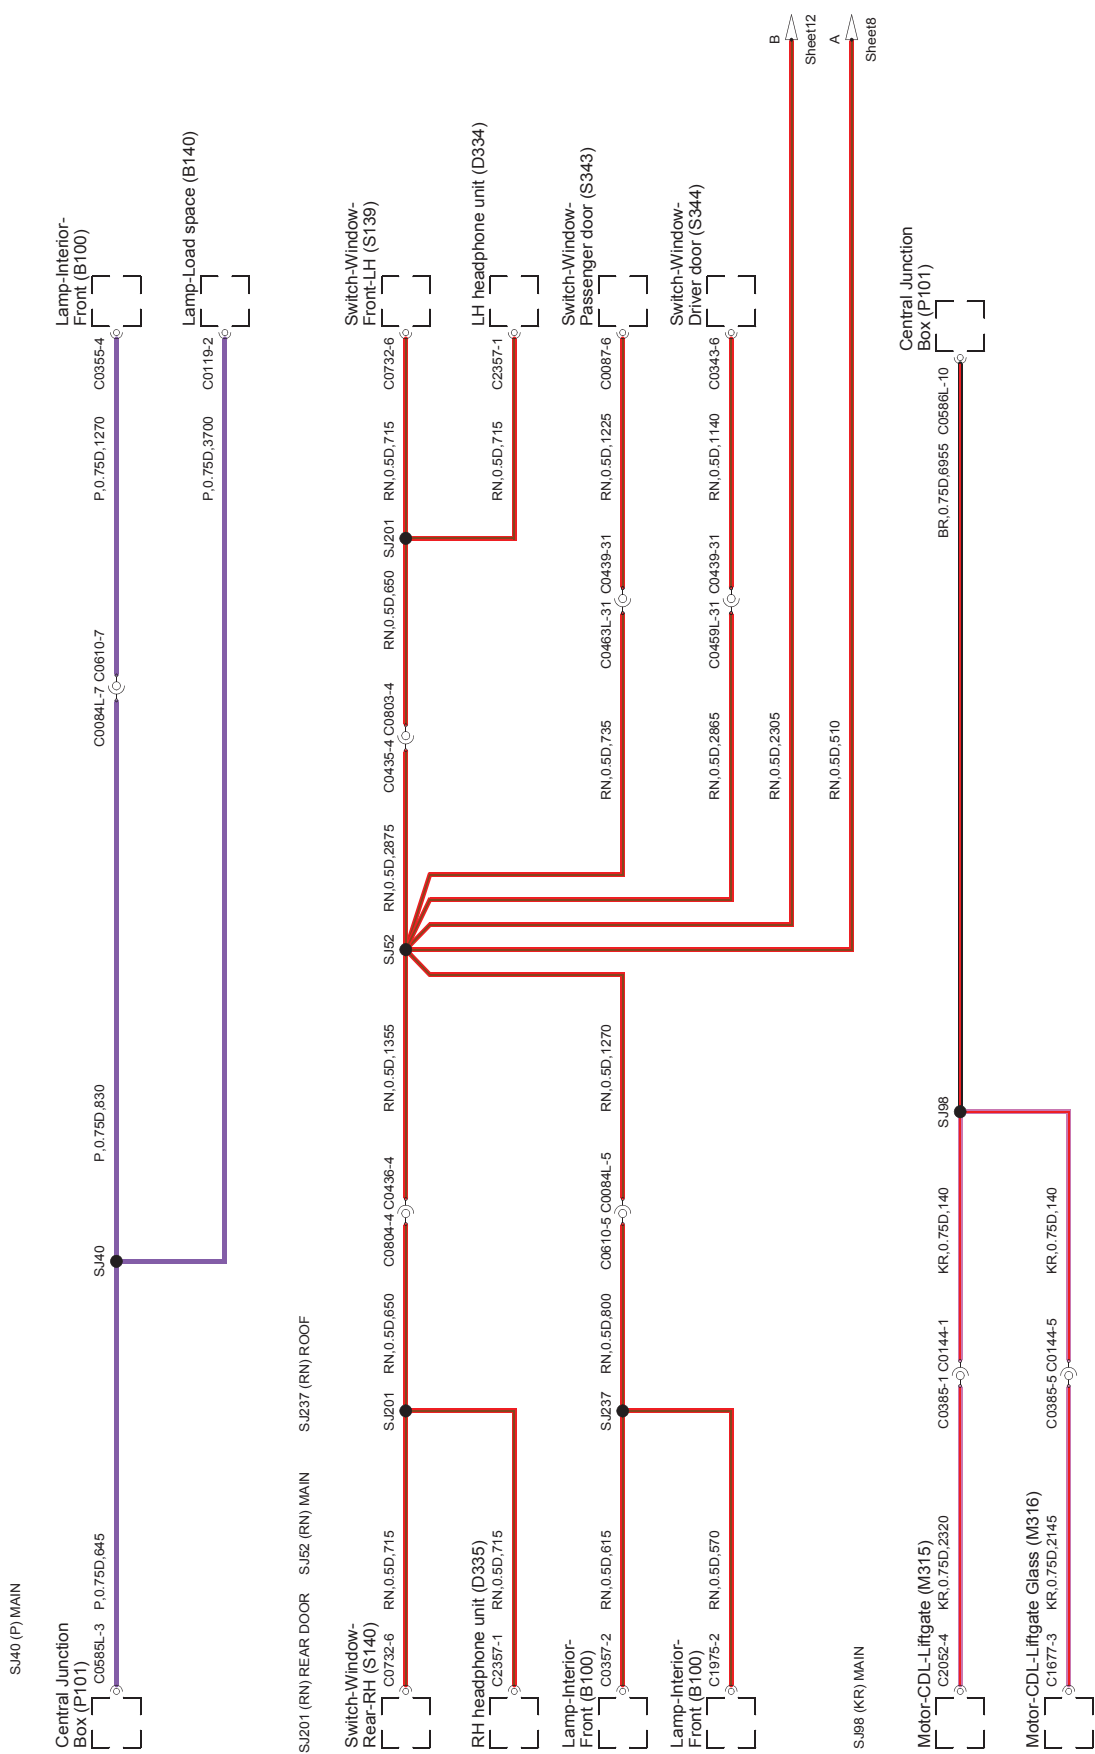 SJ40 (P) MAIN
Central Junction
Box (P101)
C0585L-3
P,0.75D,645
SJ40
P,0.75D,830
C0084L-7
C0610-7
P,0.75D,1270
C0355-4
Lamp-Interior-
Front (B100)
P,0.75D,3700
C0119-2
Lamp-Load space (B140)
SJ201 (RN) REAR DOOR
SJ52 (RN) MAIN
SJ237 (RN) ROOF
Switch-Window-
Rear-RH (S140)
C0732-6
RN,0.5D,715
SJ201
RN,0.5D,650
C0804-4
C0436-4
RN,0.5D,1355
SJ52
RN,0.5D,2875
C0435-4
C0803-4
RN,0.5D,650
SJ201
RN,0.5D,715
C0732-6
Switch-Window-
Front-LH (S139)
RH headphone unit (D335)
C2357-1
RN,0.5D,715
RN,0.5D,715
C2357-1
LH headphone unit (D334)
Lamp-Interior-
Front (B100)
C0357-2
RN,0.5D,615
SJ237
RN,0.5D,800
C0610-5
C0084L-5
RN,0.5D,1270
RN,0.5D,735
C0463L-31
C0439-31
RN,0.5D,1225
C0087-6
Switch-Window-
Passenger door (S343)
Lamp-Interior-
Front (B100)
C1975-2
RN,0.5D,570
RN,0.5D,2865
C0459L-31
C0439-31
RN,0.5D,1140
C0343-6
Switch-Window-
Driver door (S344)
RN,0.5D,2305
B
Sheet12
RN,0.5D,510
A
Sheet8
SJ98 (KR) MAIN
Motor-CDL-Liftgate (M315)
C2052-4
KR,0.75D,2320
C0385-1
C0144-1
KR,0.75D,140
SJ98
BR,0.75D,6955
C0586L-10
Central Junction
Box (P101)
Motor-CDL-Liftgate Glass (M316)
C1677-3
KR,0.75D,2145
C0385-5
C0144-5
KR,0.75D,140